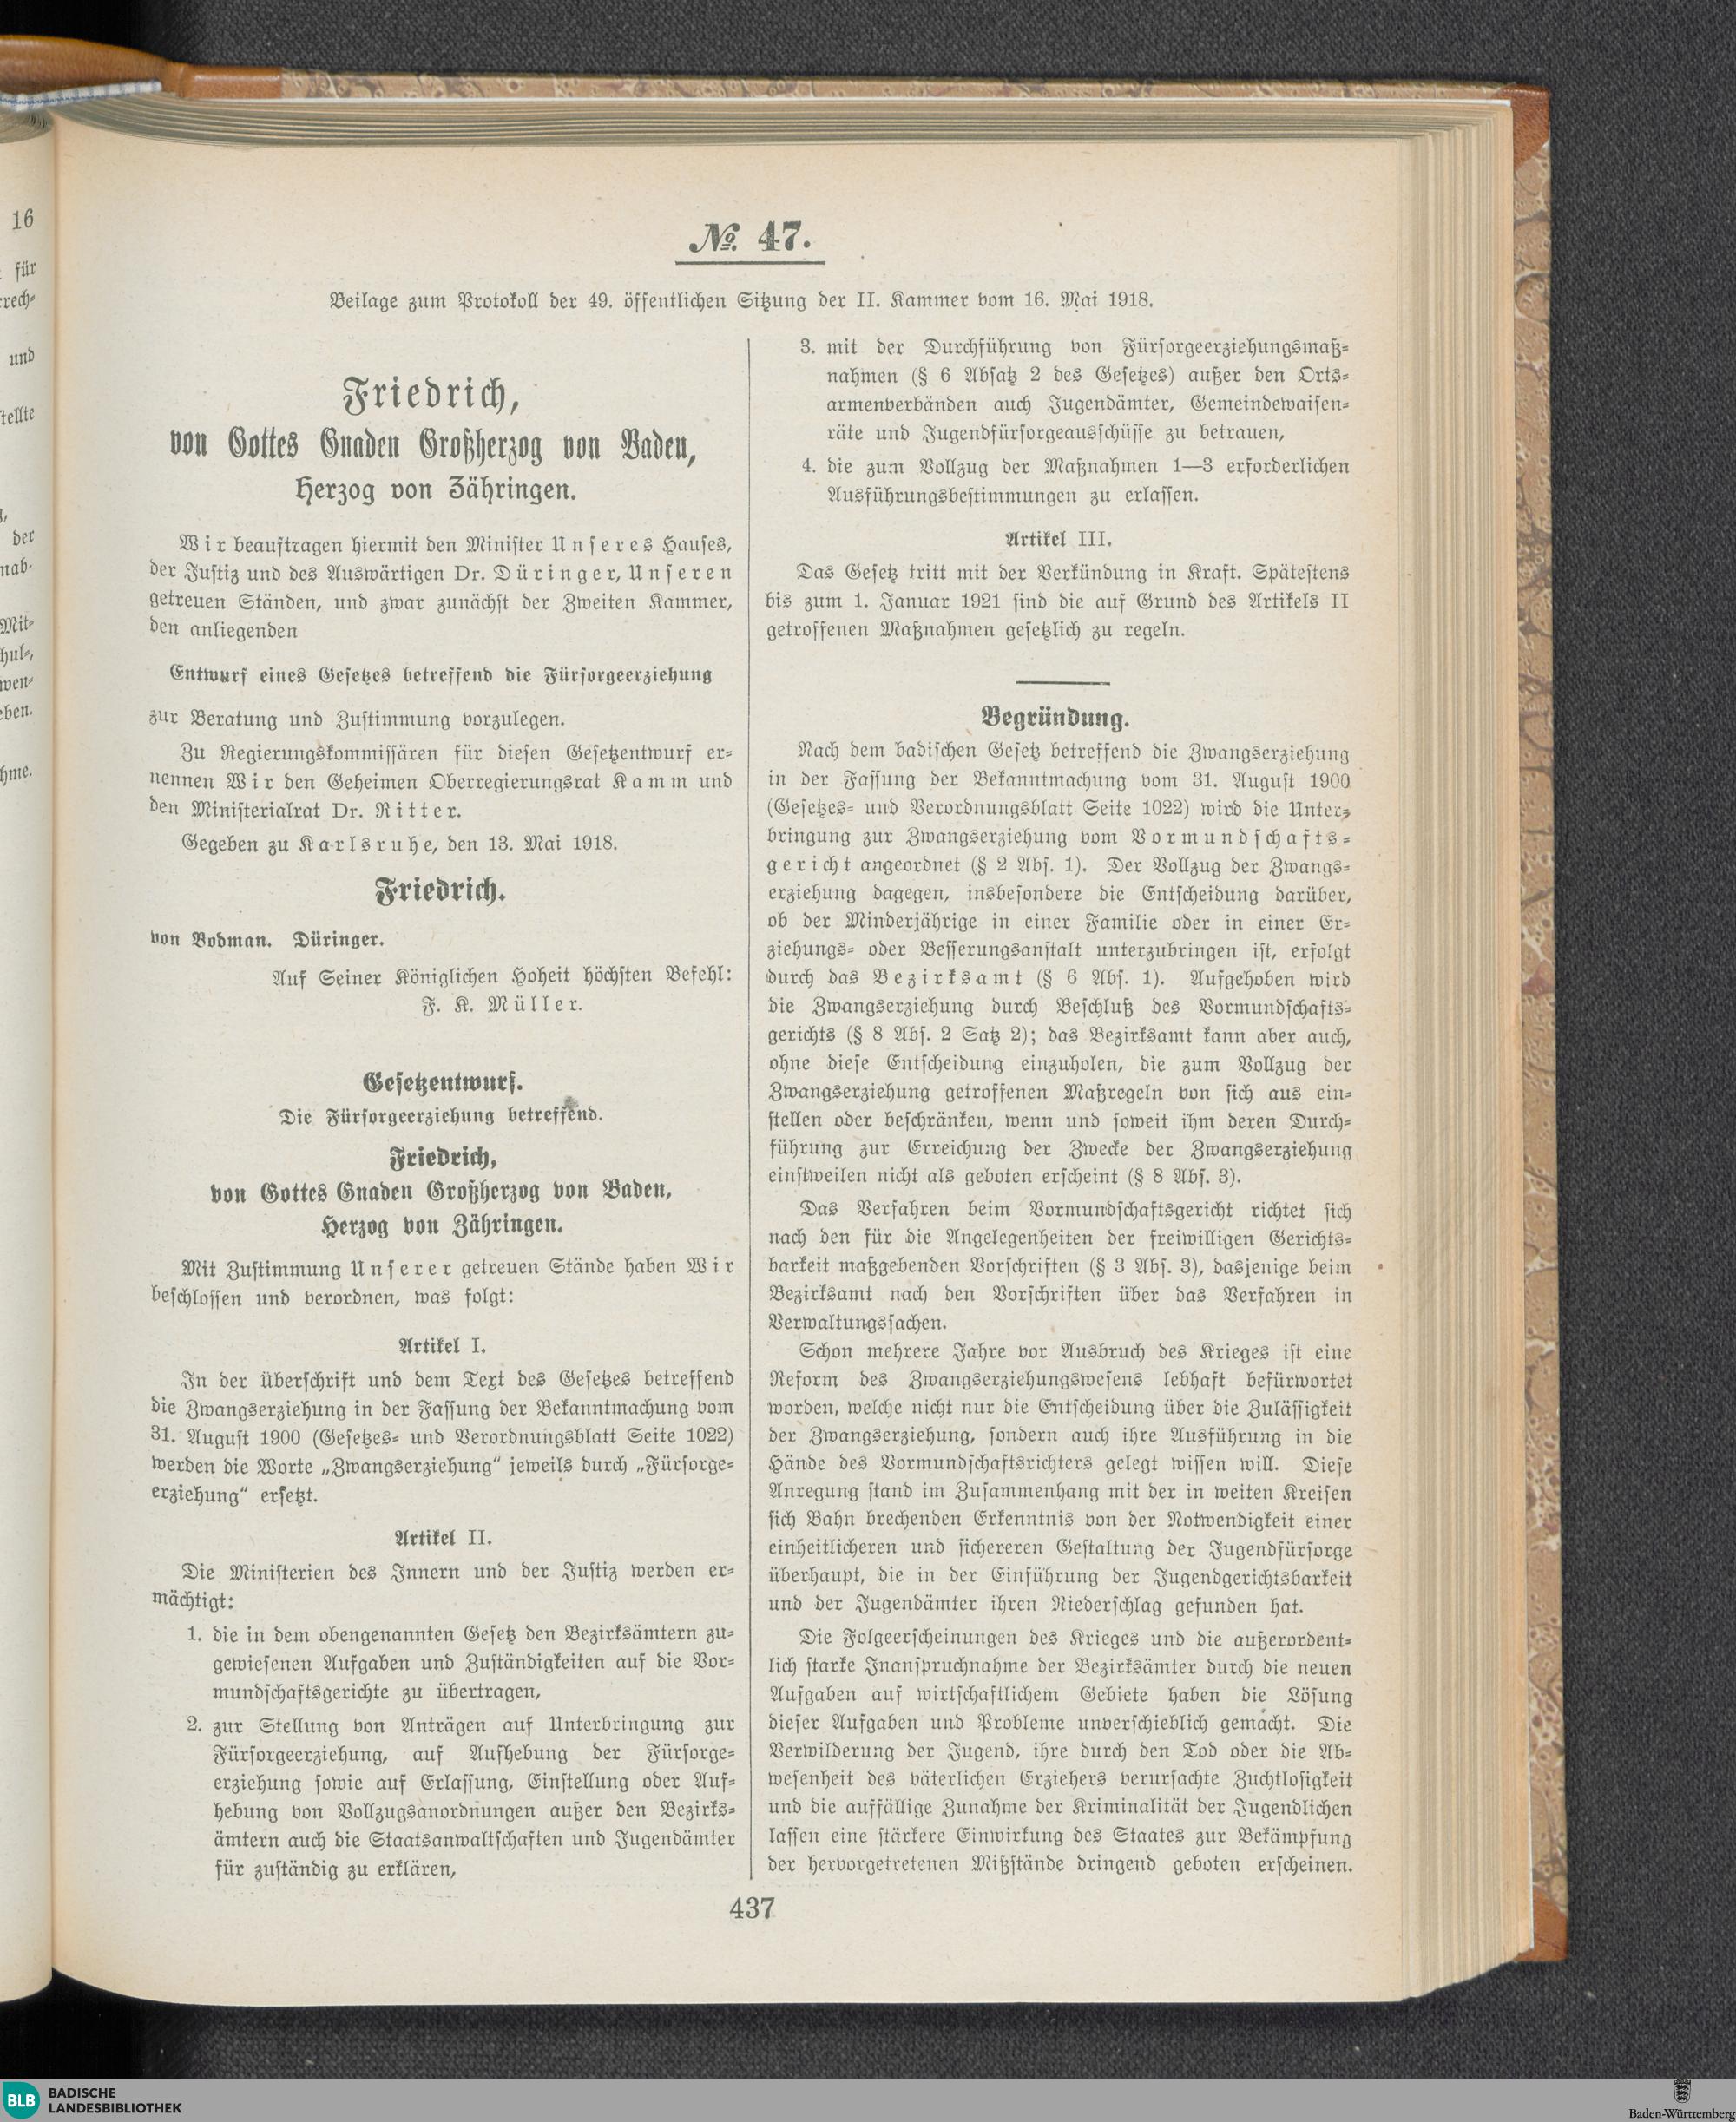 № 47.
Beilage zum Protokoll der 49. öffentlichen Sitzung der II. Kammer vom 16. Mai 1918.
Friedrich,
von Gottes Gnaden Großherzog von Baden,
Herzog von Zähringen.
Wir beauftragen hiermit den Minister Unseres Hauses,
der Justiz und des Auswärtigen Dr. Düringer, Unseren
getreuen Ständen, und zwar zunächst der Zweiten Kammer,
den anliegenden
Entwurf eines Gesetzes betreffend die Fürsorgeerziehung
zur Beratung und Zustimmung vorzulegen.
Zu Regierungskommissären für diesen Gesetzentwurf er-
nennen Wir den Geheimen Oberregierungsrat Kamm und
den Ministerialrat Dr. Ritter.
Gegeben zu Karlsruhe, den 13. Mai 1918.
Friedrich.
von Bodman. Düringer.
Auf Seiner Königlichen Hoheit höchsten Befehl:
F. K. Müller.
Gesetzentwurf.
Die Fürsorgeerziehung betreffend.
Friedrich,
von Gottes Gnaden Großherzog von Baden,
Herzog von Zähringen.
Mit Zustimmung Unserer getreuen Stände haben Wir
beschlossen und verordnen, was folgt:
Artikel I.
In der Überschrift und dem Text des Gesetzes betreffend
die Zwangserziehung in der Fassung der Bekanntmachung vom
31. August 1900 (Gesetzes- und Verordnungsblatt Seite 1022)
werden die Worte „Zwangserziehung“ jeweils durch „Fürsorge-
erziehung“ ersetzt.
Artikel II.
Die Ministerien des Innern und der Justiz werden er-
mächtigt:
1. die in dem obengenannten Gesetz den Bezirksämtern zu-
gewiesenen Aufgaben und Zuständigkeiten auf die Vor-
mundschaftsgerichte zu übertragen,
2. zur Stellung von Anträgen auf Unterbringung zur
Fürsorgeerziehung, auf Aufhebung der Fürsorge-
erziehung sowie auf Erlassung, Einstellung oder Auf-
hebung von Vollzugsanordnungen außer den Bezirks-
ämtern auch die Staatsanwaltschaften und Jugendämter
für zuständig zu erklären,
3. mit der Durchführung von Fürsorgeerziehungsmaß-
nahmen (§ 6 Absatz 2 des Gesetzes) außer den Orts-
armenverbänden auch Jugendämter, Gemeindewaisen-
räte und Jugendfürsorgeausschüsse zu betrauen,
4. die zum Vollzug der Maßnahmen 1—3 erforderlichen
Ausführungsbestimmungen zu erlassen.
Artikel III.
Das Gesetz tritt mit der Verkündung in Kraft. Spätestens
bis zum 1. Januar 1921 sind die auf Grund des Artikels II
getroffenen Maßnahmen gesetzlich zu regeln.
Begründung.
Nach dem badischen Gesetz betreffend die Zwangserziehung
in der Fassung der Bekanntmachung vom 31. August 1900
(Gesetzes- und Verordnungsblatt Seite 1022) wird die Unter-
bringung zur Zwangserziehung vom Vormundschafts-
gericht angeordnet (§ 2 Abs. 1). Der Vollzug der Zwangs-
erziehung dagegen, insbesondere die Entscheidung darüber,
ob der Minderjährige in einer Familie oder in einer Er-
ziehungs- oder Besserungsanstalt unterzubringen ist, erfolgt
durch das Bezirksamt (§ 6 Abs. 1). Aufgehoben wird
die Zwangserziehung durch Beschluß des Vormundschafts-
gerichts (§ 8 Abs. 2 Satz 2); das Bezirksamt kann aber auch,
ohne diese Entscheidung einzuholen, die zum Vollzug der
Zwangserziehung getroffenen Maßregeln von sich aus ein-
stellen oder beschränken, wenn und soweit ihm deren Durch-
führung zur Erreichung der Zwecke der Zwangserziehung
einstweilen nicht als geboten erscheint (§ 8 Abs. 3).
Das Verfahren beim Vormundschaftsgericht richtet sich
nach den für die Angelegenheiten der freiwilligen Gerichts-
barkeit maßgebenden Vorschriften (§ 3 Abs. 3), dasjenige beim
Bezirksamt nach den Vorschriften über das Verfahren in
Verwaltungssachen.
Schon mehrere Jahre vor Ausbruch des Krieges ist eine
Reform des Zwangserziehungswesens lebhaft befürwortet
worden, welche nicht nur die Entscheidung über die Zulässigkeit
der Zwangserziehung, sondern auch ihre Ausführung in die
Hände des Vormundschaftsrichters gelegt wissen will. Diese
Anregung stand im Zusammenhang mit der in weiten Kreisen
sich Bahn brechenden Erkenntnis von der Notwendigkeit einer
einheitlicheren und sichereren Gestaltung der Jugendfürsorge
überhaupt, die in der Einführung der Jugendgerichtsbarkeit
und der Jugendämter ihren Niederschlag gefunden hat.
Die Folgeerscheinungen des Krieges und die außerordent-
lich starke Inanspruchnahme der Bezirksämter durch die neuen
Aufgaben auf wirtschaftlichem Gebiete haben die Lösung
dieser Aufgaben und Probleme unverschieblich gemacht. Die
Verwilderung der Jugend, ihre durch den Tod oder die Ab-
wesenheit des väterlichen Erziehers verursachte Zuchtlosigkeit
und die auffällige Zunahme der Kriminalität der Jugendlichen
lassen eine stärkere Einwirkung des Staates zur Bekämpfung
der hervorgetretenen Mißstände dringend geboten erscheinen.
437
16
für
rech-
und
tellte
der
nab-
Mit-
hul-,
wen-
eben.
hme.
BLB
BADISCHE
LANDESBIBLIOTHEK
Baden-Württemberg